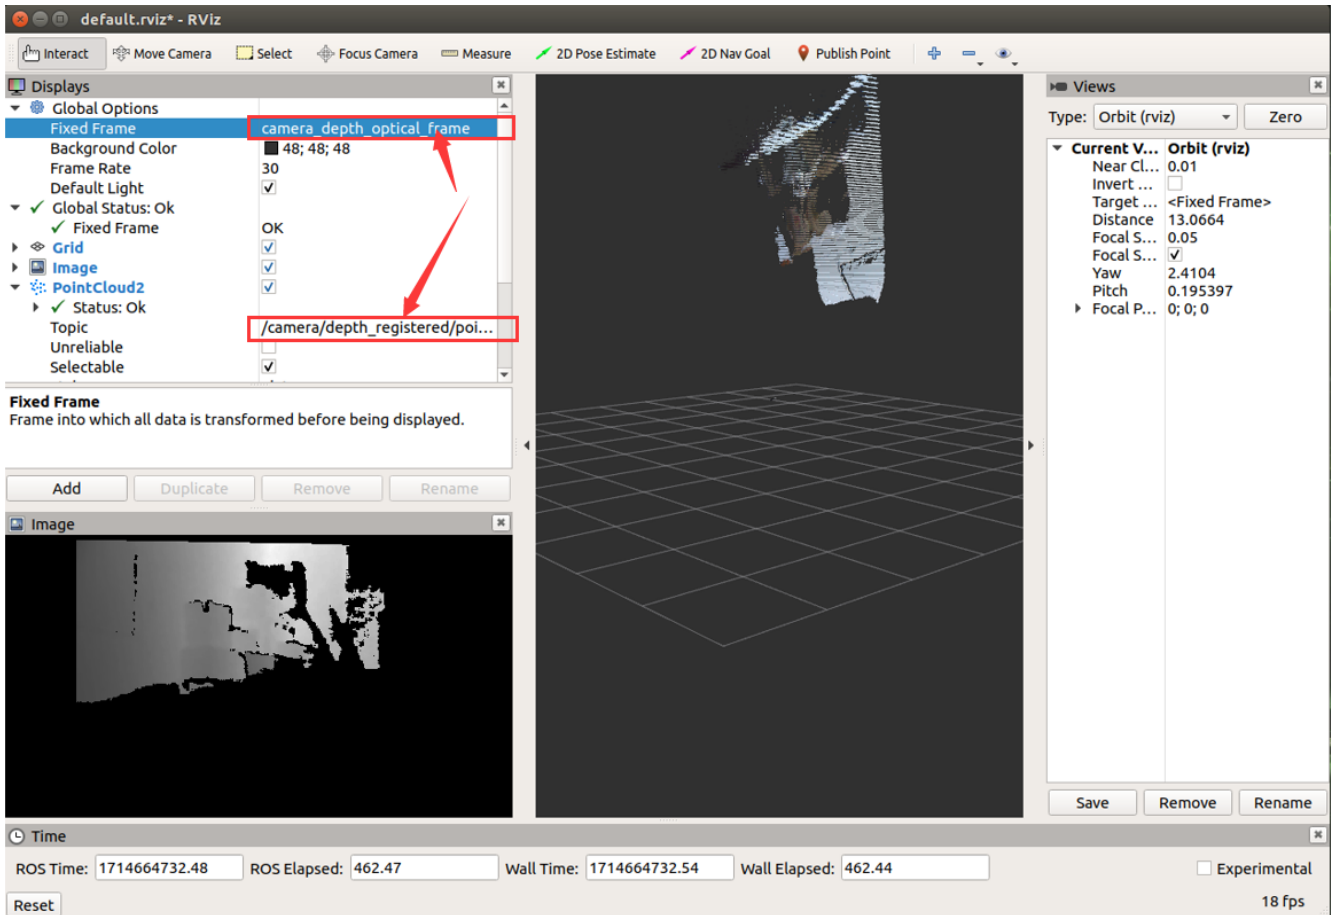 default.rviz* - RViz
Interact Move Camera Select Focus Camera Measure 2D Pose Estimate 2D Nav Goal Publish Point
Displays
Global Options
Fixed Frame camera_depth_optical_frame
Background Color 48; 48; 48
Frame Rate 30
Default Light
Global Status: Ok
Fixed Frame OK
Grid
Image
PointCloud2
Status: Ok
Topic /camera/depth_registered/poi...
Unreliable
Selectable
Fixed Frame
Frame into which all data is transformed before being displayed.
Add Duplicate Remove Rename
Image
Views
Type: Orbit (rviz) Zero
Current V... Orbit (rviz)
Near Cl... 0.01
Invert ...
Target ... <Fixed Frame>
Distance 13.0664
Focal S... 0.05
Focal S...
Yaw 2.4104
Pitch 0.195397
Focal P... 0; 0; 0
Save Remove Rename
Time
ROS Time: 1714664732.48 ROS Elapsed: 462.47 Wall Time: 1714664732.54 Wall Elapsed: 462.44 Experimental
Reset 18 fps